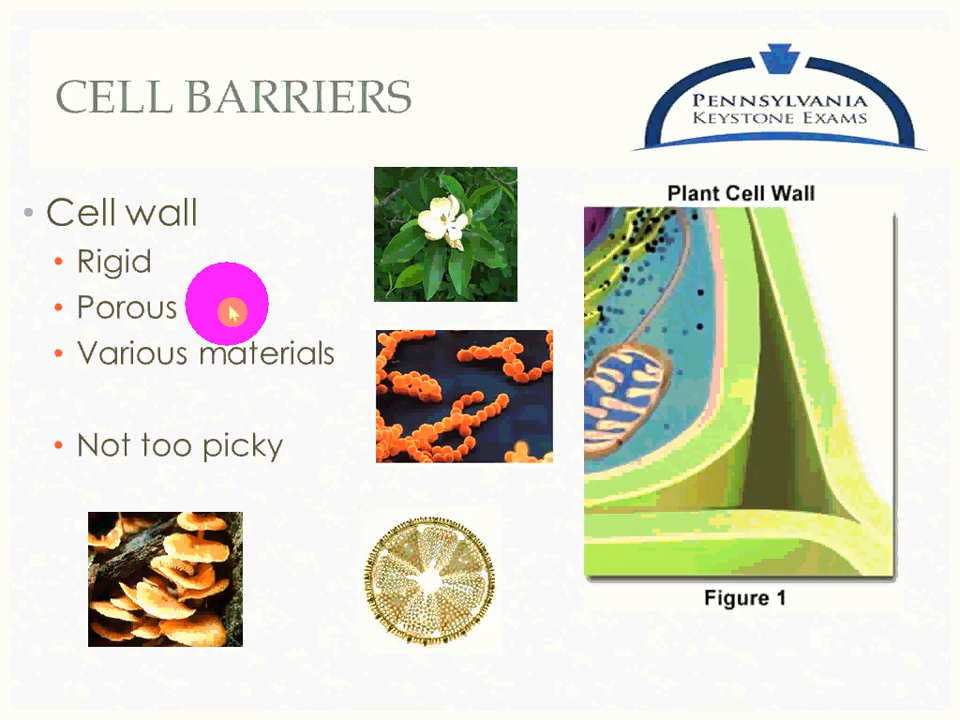 CELL BARRIERS
PENNSYLVANIA
KEYSTONE EXAMS
• Cell wall
• Rigid
• Porous
• Various materials
• Not too picky
Plant Cell Wall
Figure 1